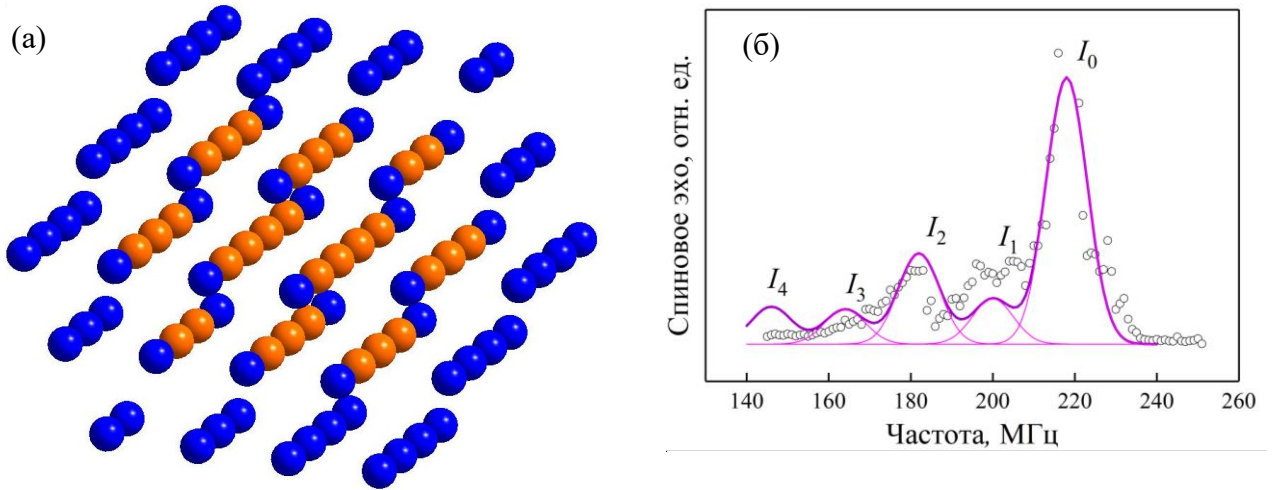 (а)
(б)
I0
I2
I1
I3
I4
Спиновое эхо, отн. ед.
140 160 180 200 220 240 260
Частота, МГц